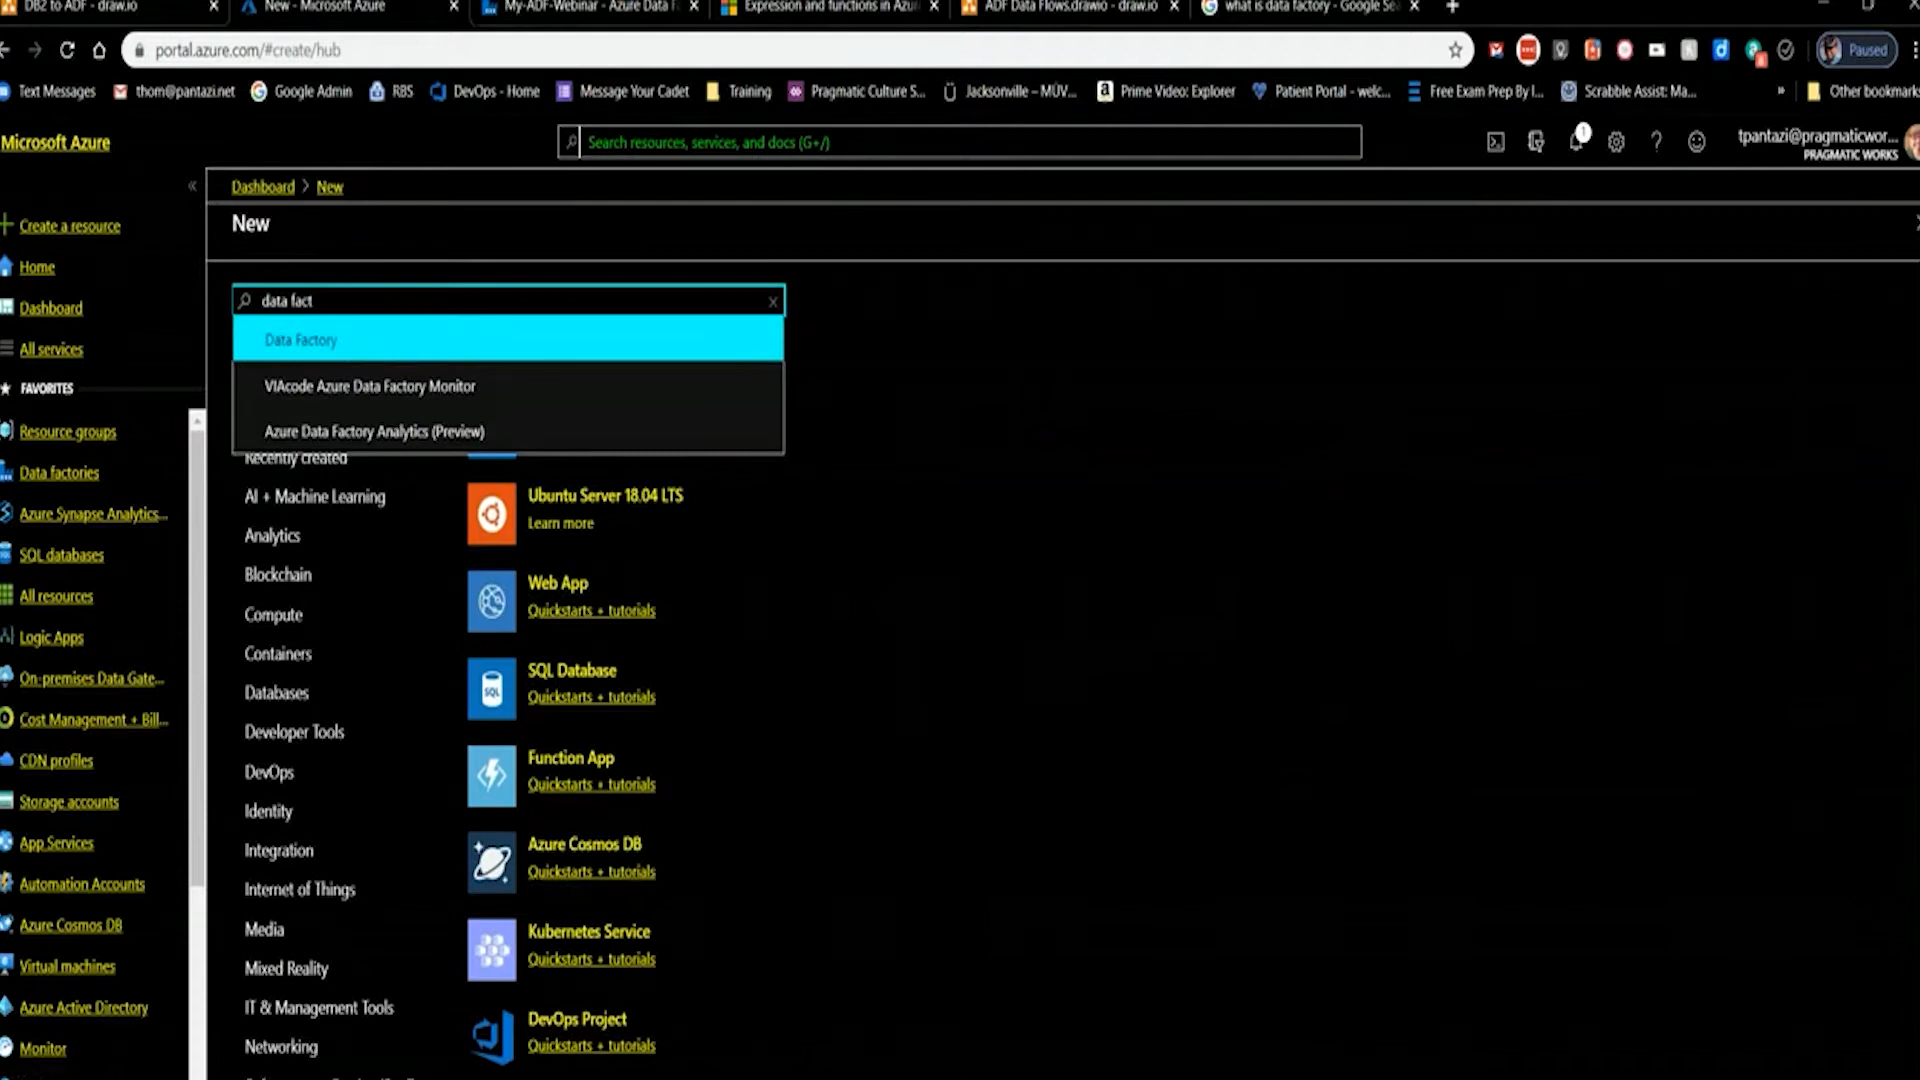 DB2 to ADF - draw.io
New - Microsoft Azure
My-ADF-Webinar - Azure Data F
Expression and functions in Azur
ADF Data Flows.drawio - draw.io
what is data factory - Google Se
portal.azure.com/#create/hub
Paused
Text Messages
thom@pantazi.net
Google Admin
RBS
DevOps - Home
Message Your Cadet
Training
Pragmatic Culture S...
Jacksonville – MÜV...
Prime Video: Explorer
Patient Portal - welc...
Free Exam Prep By I...
Scrabble Assist: Ma...
Other bookmarks
Microsoft Azure
Search resources, services, and docs (G+/)
1
tpantazi@pragmaticwor...
PRAGMATIC WORKS
Dashboard > New
New
Create a resource
Home
Dashboard
All services
FAVORITES
Resource groups
Data factories
Azure Synapse Analytics...
SQL databases
All resources
Logic Apps
On-premises Data Gate...
Cost Management + Bill...
CDN profiles
Storage accounts
App Services
Automation Accounts
Azure Cosmos DB
Virtual machines
Azure Active Directory
Monitor
data fact
Data Factory
VIAcode Azure Data Factory Monitor
Azure Data Factory Analytics (Preview)
Recently created
AI + Machine Learning
Analytics
Blockchain
Compute
Containers
Databases
Developer Tools
DevOps
Identity
Integration
Internet of Things
Media
Mixed Reality
IT & Management Tools
Networking
Ubuntu Server 18.04 LTS
Learn more
Web App
Quickstarts + tutorials
SQL
SQL Database
Quickstarts + tutorials
Function App
Quickstarts + tutorials
Azure Cosmos DB
Quickstarts + tutorials
Kubernetes Service
Quickstarts + tutorials
DevOps Project
Quickstarts + tutorials